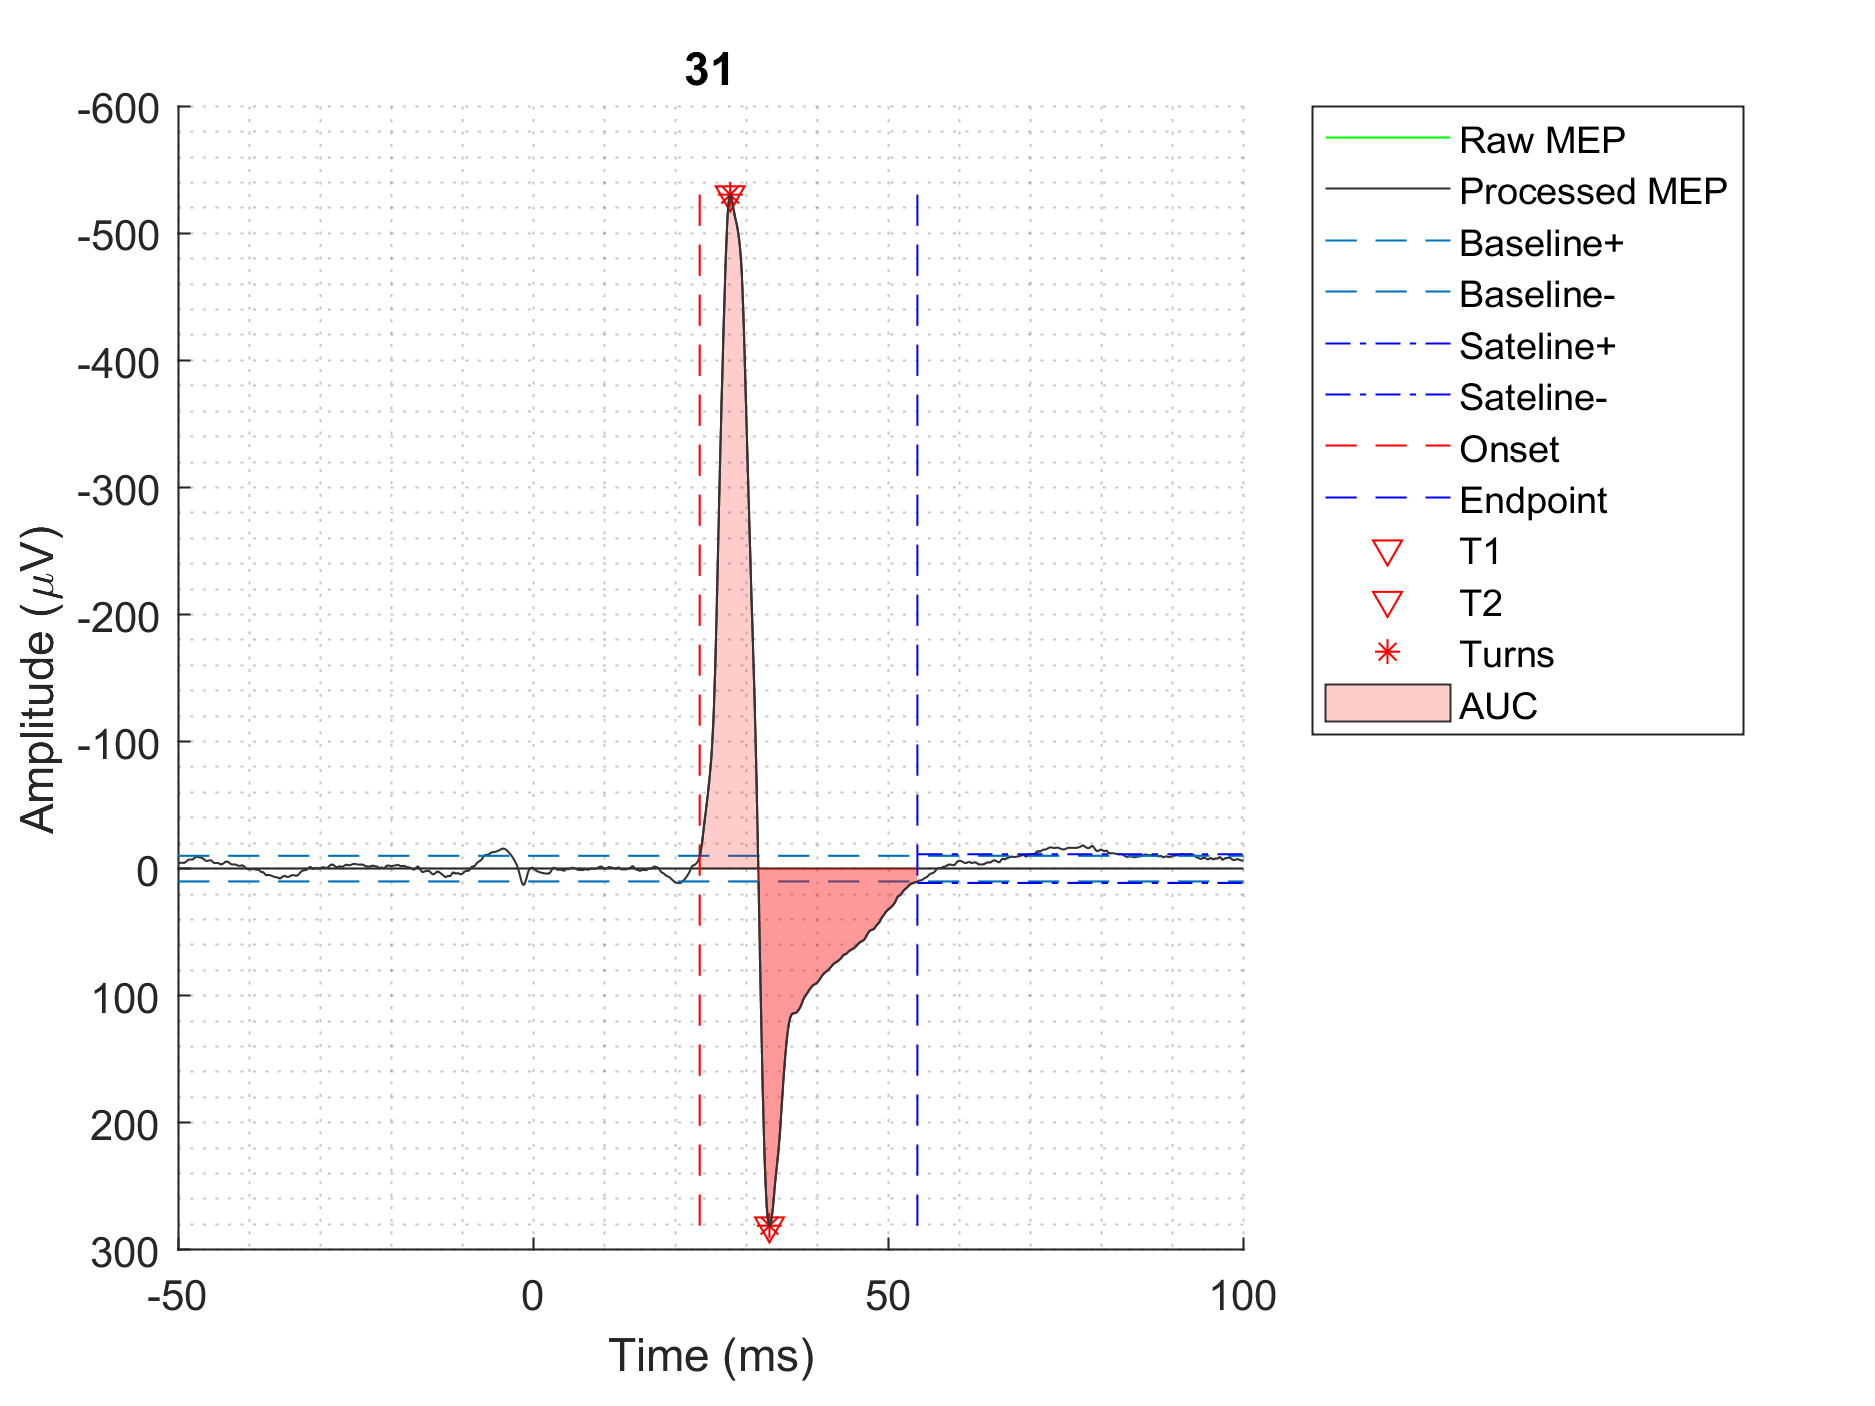 31
-600
-500
-400
-300
-200
-100
0
100
200
300
Amplitude (μV)
-50
0
50
100
Time (ms)
Raw MEP
Processed MEP
Baseline+
Baseline-
Sateline+
Sateline-
Onset
Endpoint
T1
T2
Turns
AUC